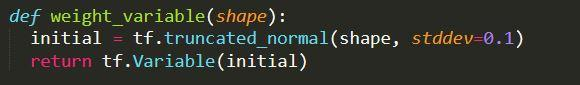 def weight_variable(shape):
  initial = tf.truncated_normal(shape, stddev=0.1)
  return tf.Variable(initial)